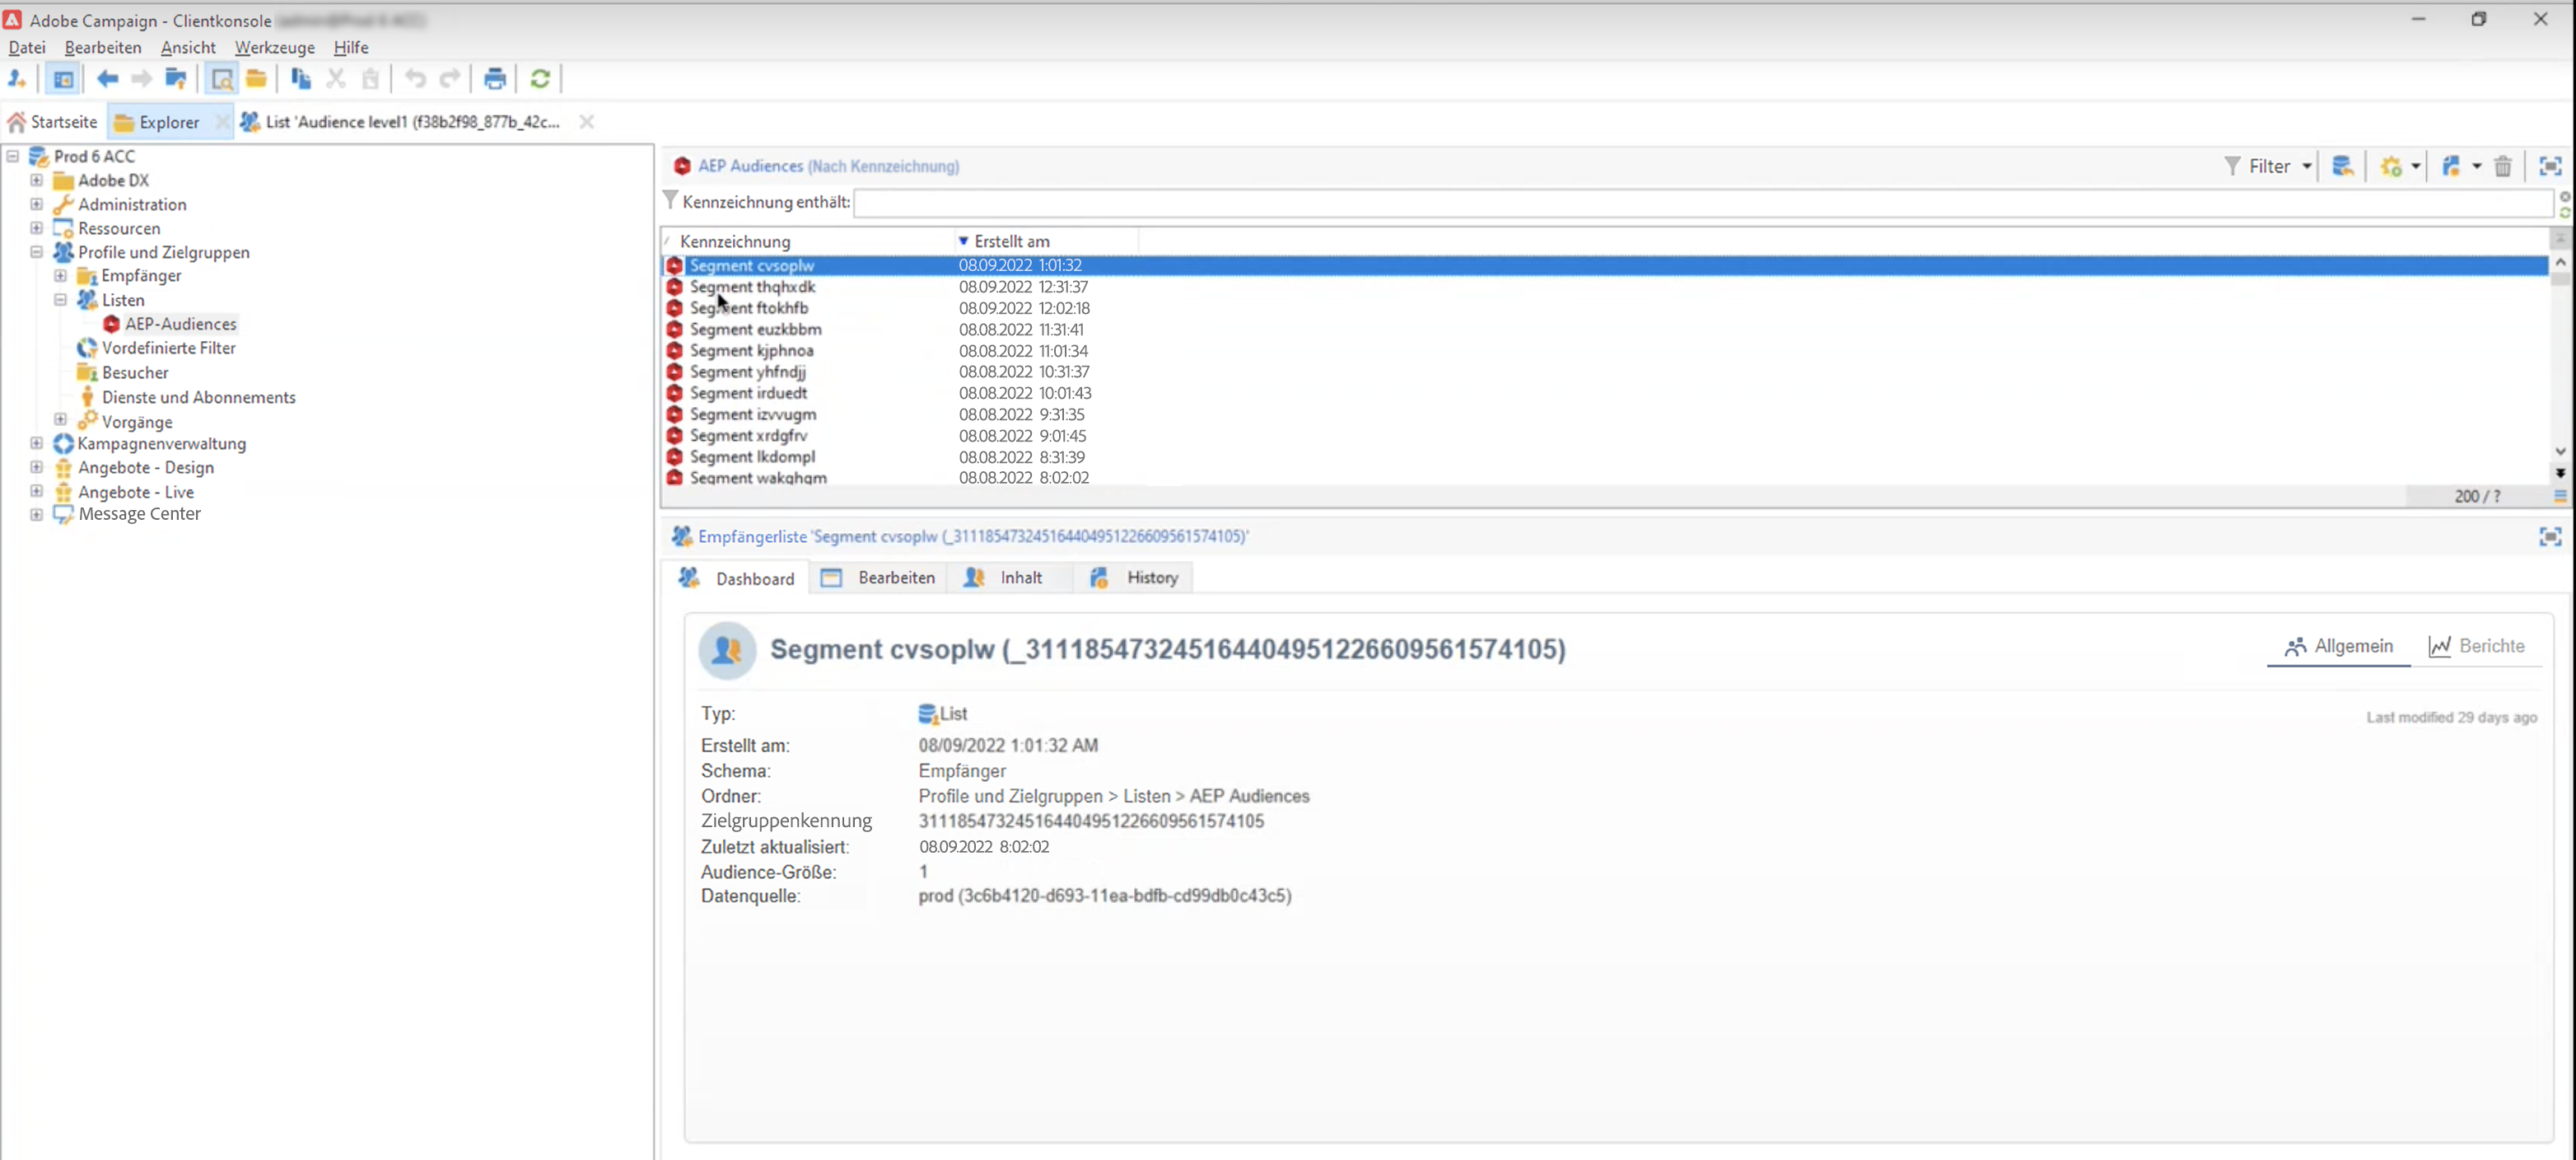 Adobe Campaign - Clientkonsole
Datei Bearbeiten Ansicht Werkzeuge Hilfe
Startseite Explorer List 'Audience level1 (f38b2f98_877b_42c...
Prod 6 ACC
Adobe DX
Administration
Ressourcen
Profile und Zielgruppen
Empfänger
Listen
AEP-Audiences
Vordefinierte Filter
Besucher
Dienste und Abonnements
Vorgänge
Kampagnenverwaltung
Angebote - Design
Angebote - Live
Message Center
AEP Audiences (Nach Kennzeichnung)
Filter
Kennzeichnung enthält:
Kennzeichnung Erstellt am
Segment cvsoplw 08.09.2022 1:01:32
Segment thqhxdk 08.09.2022 12:31:37
Segment ftokhfb 08.09.2022 12:02:18
Segment euzkbbm 08.08.2022 11:31:41
Segment kjphnoa 08.08.2022 11:01:34
Segment yhfndjj 08.08.2022 10:31:37
Segment irduedt 08.08.2022 10:01:43
Segment izvvugm 08.08.2022 9:31:35
Segment xrdgfrv 08.08.2022 9:01:45
Segment lkdompl 08.08.2022 8:31:39
Segment wakqhqm 08.08.2022 8:02:02
200 / ?
Empfängerliste 'Segment cvsoplw (_31118547324516440495122660956157­4105)'
Dashboard Bearbeiten Inhalt History
Segment cvsoplw (_311185473245164404951226609561574105)
Allgemein Berichte
Typ: List
Last modified 29 days ago
Erstellt am: 08/09/2022 1:01:32 AM
Schema: Empfänger
Ordner: Profile und Zielgruppen > Listen > AEP Audiences
Zielgruppenkennung 311185473245164404951226609561574105
Zuletzt aktualisiert: 08.09.2022 8:02:02
Audience-Größe: 1
Datenquelle: prod (3c6b4120-d693-11ea-bdfb-cd99db0c43c5)